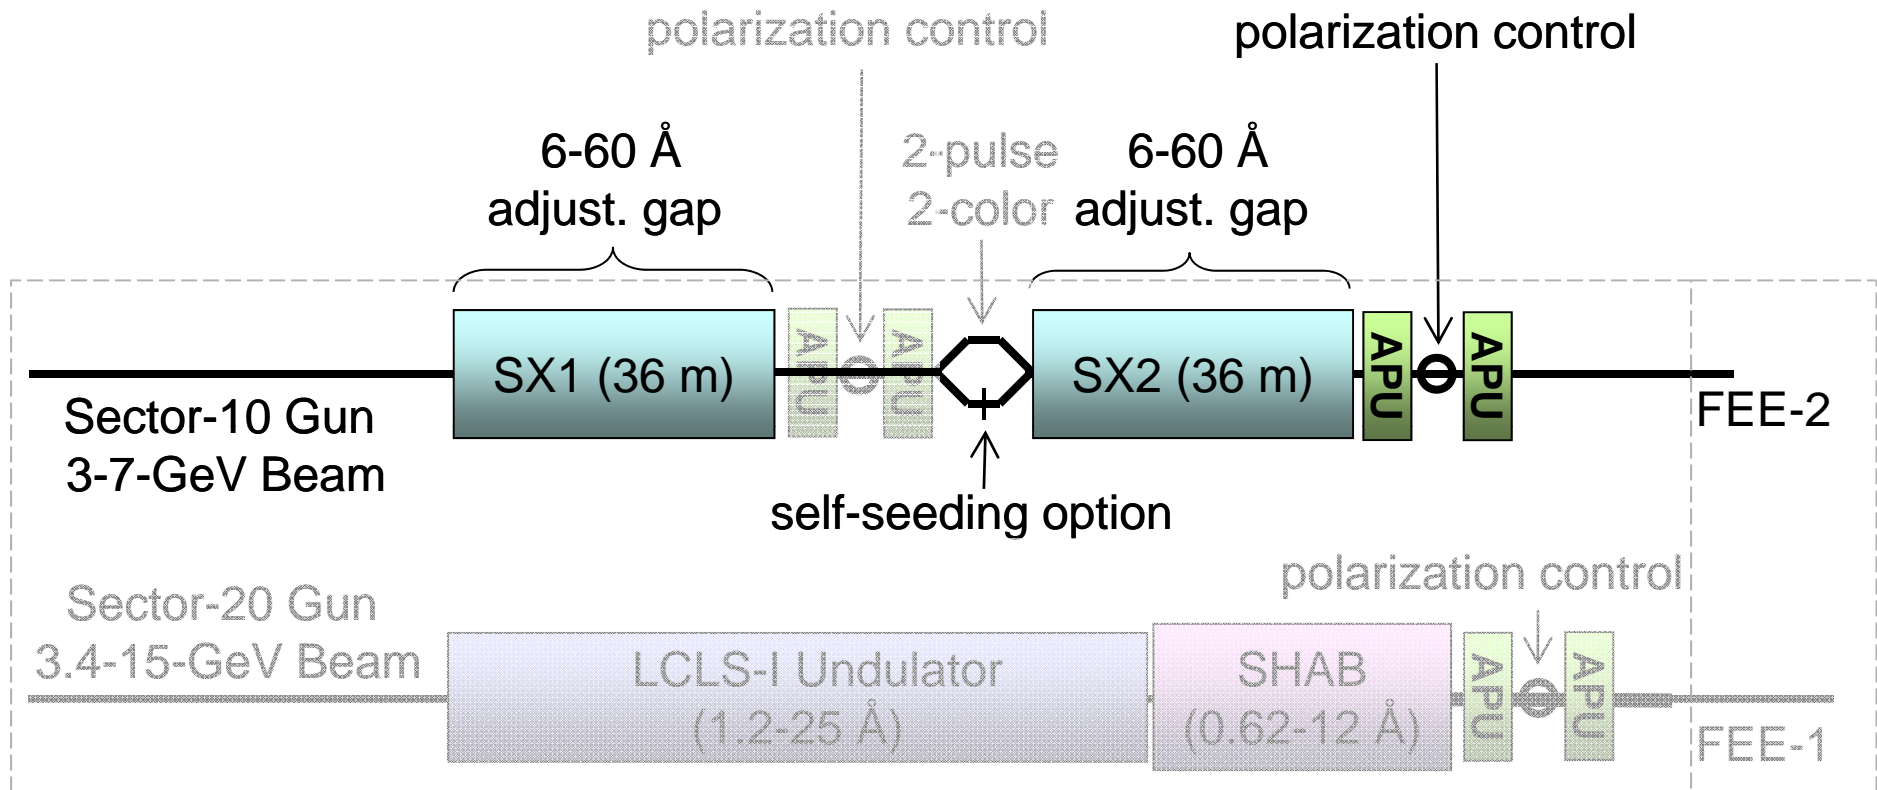 polarization control
polarization control
6-60 Å
adjust. gap
2-pulse
2-color
6-60 Å
adjust. gap
SX1 (36 m)
APU
APU
SX2 (36 m)
APU
APU
Sector-10 Gun
3-7-GeV Beam
FEE-2
self-seeding option
polarization control
Sector-20 Gun
3.4-15-GeV Beam
LCLS-I Undulator
(1.2-25 Å)
SHAB
(0.62-12 Å)
APU
APU
FEE-1